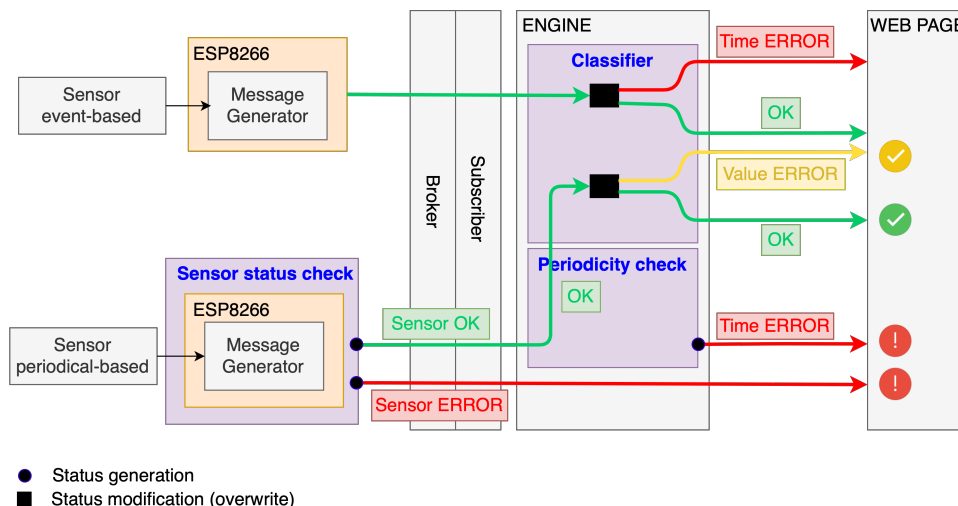 ENGINE
WEB PAGE
ESP8266
Classifier
Time ERROR
Sensor
event-based
Message
Generator
OK
Value ERROR
OK
Broker
Subscriber
Sensor status check
Periodicity check
ESP8266
OK
Sensor OK
Time ERROR
Sensor
periodical-based
Message
Generator
!
!
Sensor ERROR
Status generation
Status modification (overwrite)